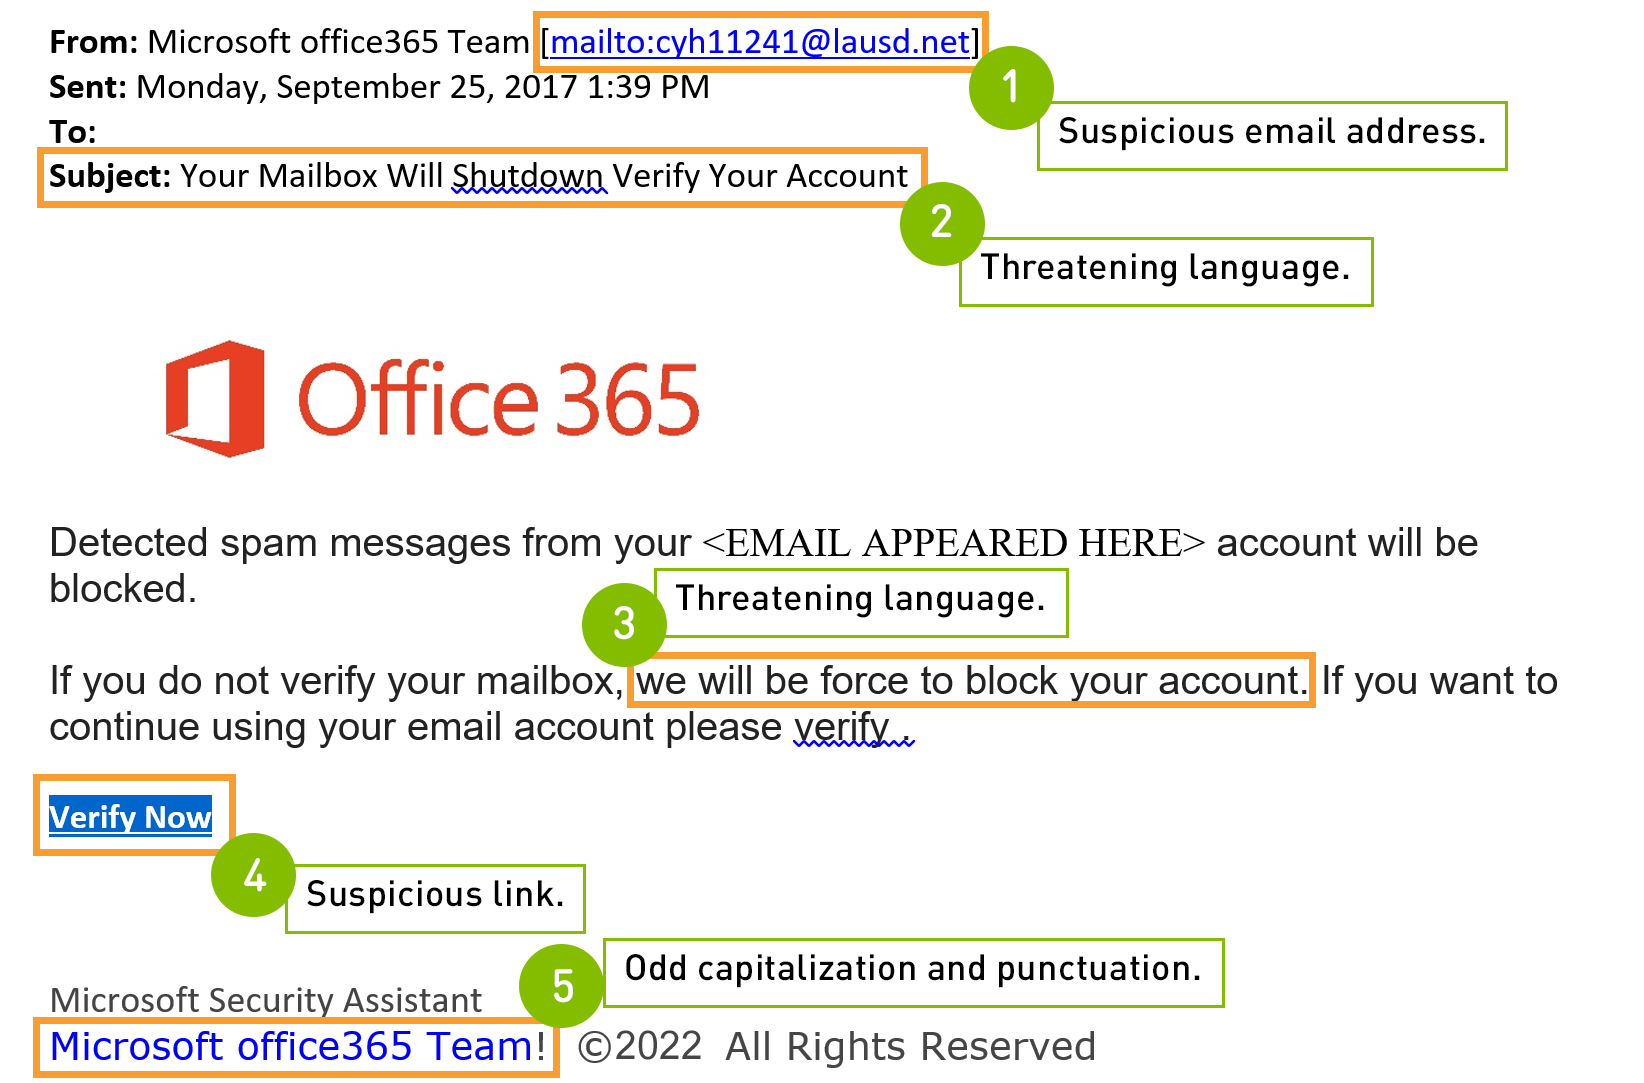 From: Microsoft office365 Team [mailto:cyh11241@lausd.net]
1
Sent: Monday, September 25, 2017 1:39 PM
Suspicious email address.
To:
Subject: Your Mailbox Will Shutdown Verify Your Account
2
Threatening language.
Office 365
Detected spam messages from your <EMAIL APPEARED HERE> account will be
blocked.
3
Threatening language.
If you do not verify your mailbox, we will be force to block your account. If you want to
continue using your email account please verify .
Verify Now
4
Suspicious link.
5
Odd capitalization and punctuation.
Microsoft Security Assistant
Microsoft office365 Team! ©2022 All Rights Reserved